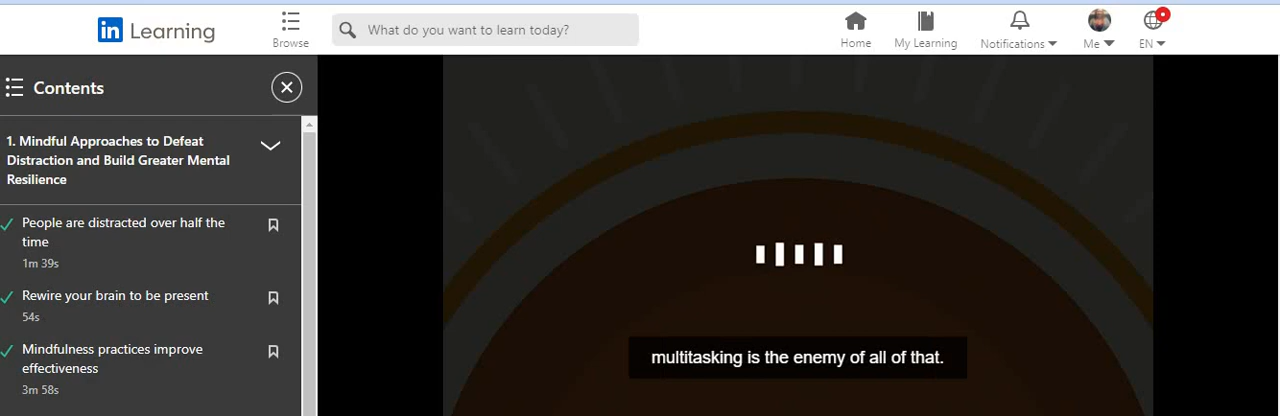 in Learning
Browse
What do you want to learn today?
Home
My Learning
Notifications
Me
EN
Contents
1. Mindful Approaches to Defeat
Distraction and Build Greater Mental
Resilience
People are distracted over half the
time
1m 39s
Rewire your brain to be present
54s
Mindfulness practices improve
effectiveness
3m 58s
multitasking is the enemy of all of that.